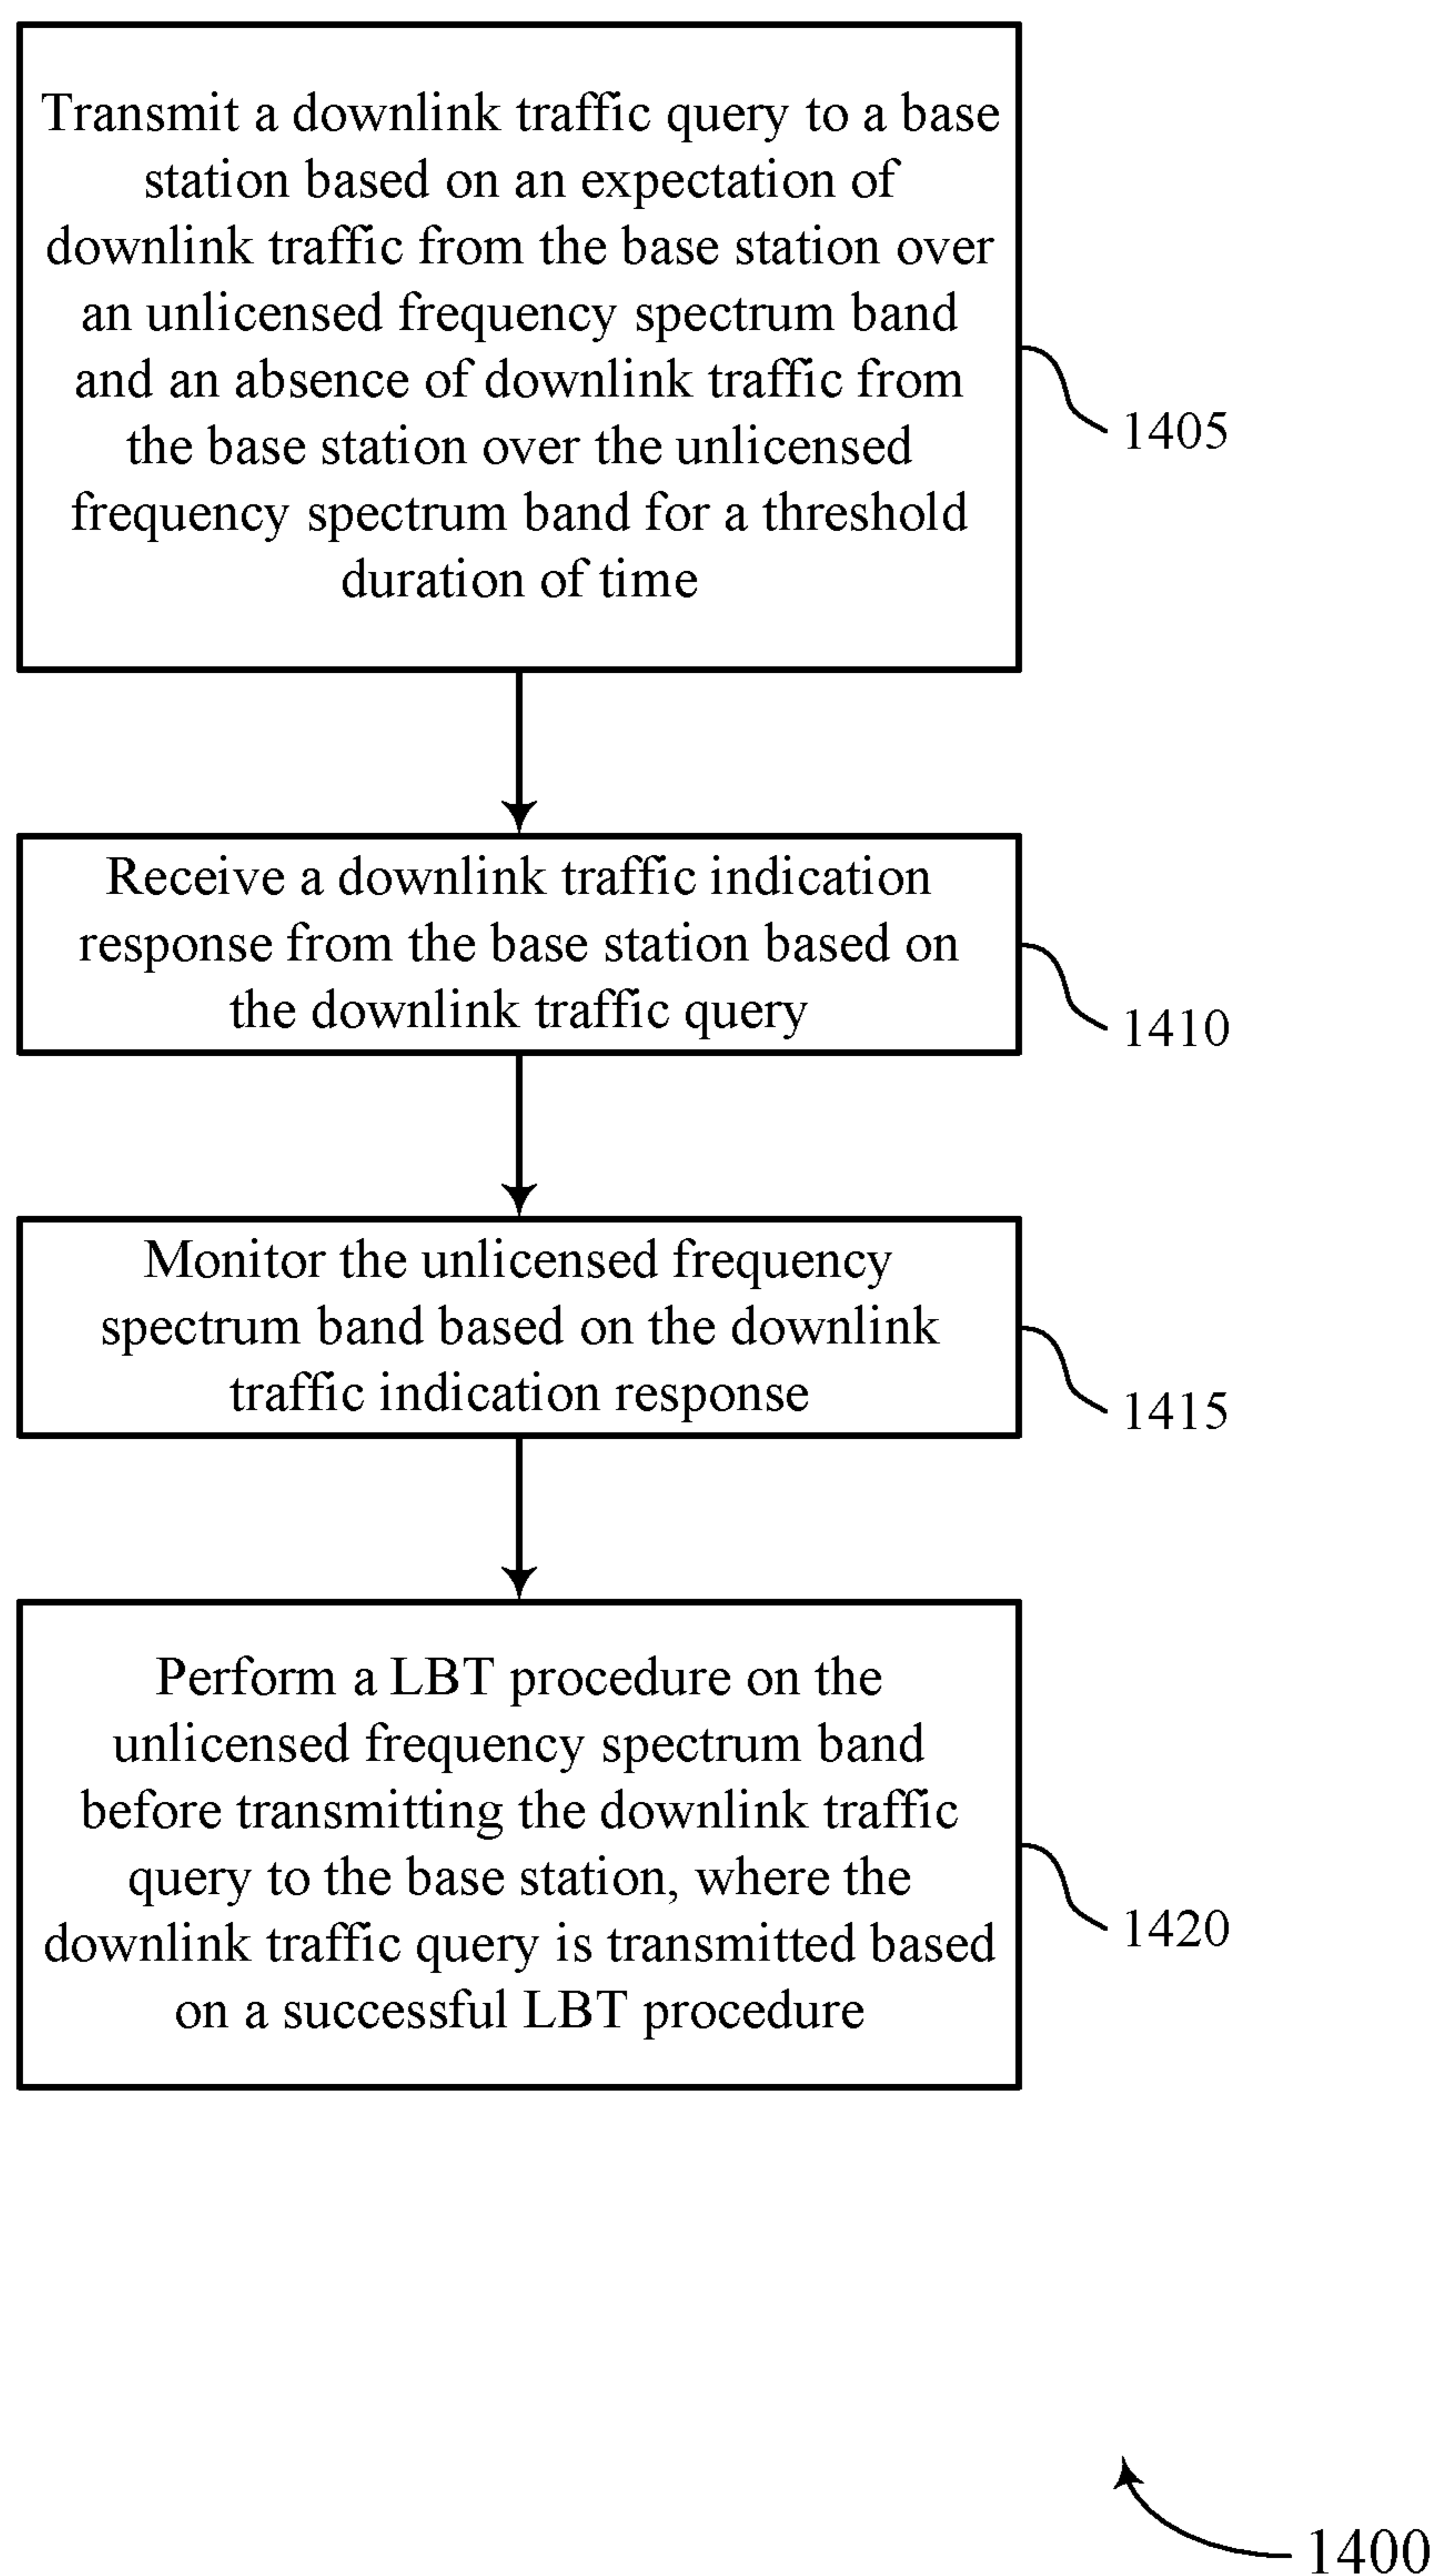 Transmit a downlink traffic query to a base
station based on an expectation of
downlink traffic from the base station over
an unlicensed frequency spectrum band
and an absence of downlink traffic from
the base station over the unlicensed
frequency spectrum band for a threshold
duration of time
1405
Receive a downlink traffic indication
response from the base station based on
the downlink traffic query
1410
Monitor the unlicensed frequency
spectrum band based on the downlink
traffic indication response
1415
Perform a LBT procedure on the
unlicensed frequency spectrum band
before transmitting the downlink traffic
query to the base station, where the
downlink traffic query is transmitted based
on a successful LBT procedure
1420
1400